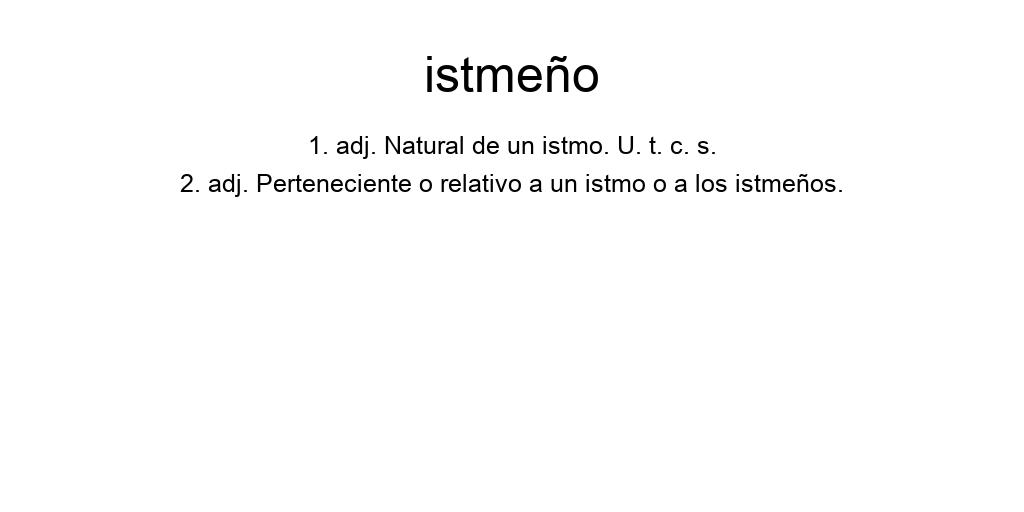 istmeño
1. adj. Natural de un istmo. U. t. c. s.
2. adj. Perteneciente o relativo a un istmo o a los istmeños.